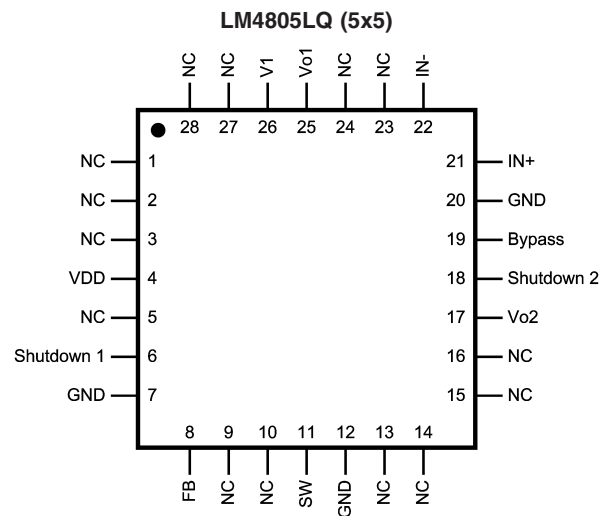 LM4805LQ (5x5)
NC
NC
V1
Vo1
NC
NC
IN-
28
27
26
25
24
23
22
NC 1
NC 2
NC 3
VDD 4
NC 5
Shutdown 1 6
GND 7
21 IN+
20 GND
19 Bypass
18 Shutdown 2
17 Vo2
16 NC
15 NC
8
9
10
11
12
13
14
FB
NC
NC
SW
GND
NC
NC